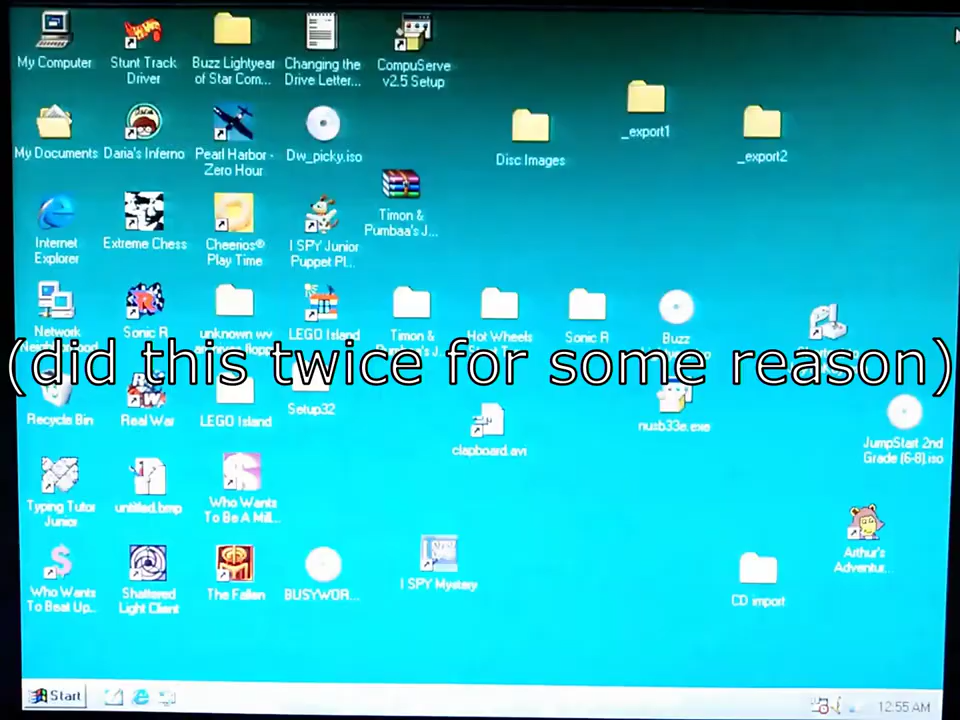 My Computer
Stunt Track
Driver
Buzz Lightyear
of Star Com...
Changing the
Drive Letter...
CompuServe
v2.5 Setup
_export1
My Documents
Daria's Inferno
Pearl Harbor -
Zero Hour
Dw_picky.iso
Disc Images
_export2
Timon &
Pumbaa's J...
Internet
Explorer
Extreme Chess
Cheerios®
Play Time
I SPY Junior
Puppet Pl...
Network
Neighborhood
Sonic R
unknown wv
LEGO Island
Timon &
Pumbaa's J...
Hot Wheels
Sonic R
Buzz
(did this twice for some reason)
Recycle Bin
Real War
LEGO Island
Setup32
clapboard.avi
nusb33e.exe
JumpStart 2nd
Grade (6-8).iso
Typing Tutor
Junior
untitled.bmp
Who Wants
To Be A Mill...
Who Wants
To Beat Up...
Shattered
Light Client
The Fallen
BUSYWOR...
I SPY Mystery
CD import
Arthur's
Adventur...
Start
12:55 AM